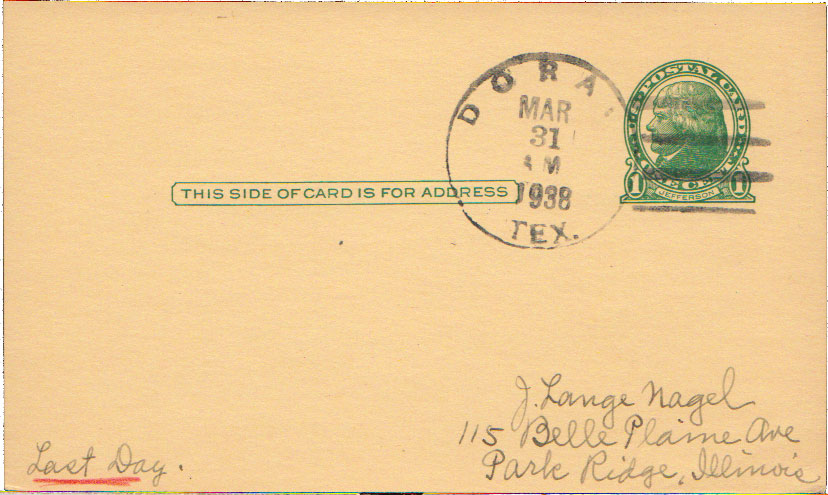 DORA
MAR
31
AM
1938
TEX.
U.S. POSTAL CARD
ONE CENT
1 JEFFERSON 1
THIS SIDE OF CARD IS FOR ADDRESS
J. Lange Nagel
115 Belle Plaine Ave
Park Ridge, Illinois
Last Day.